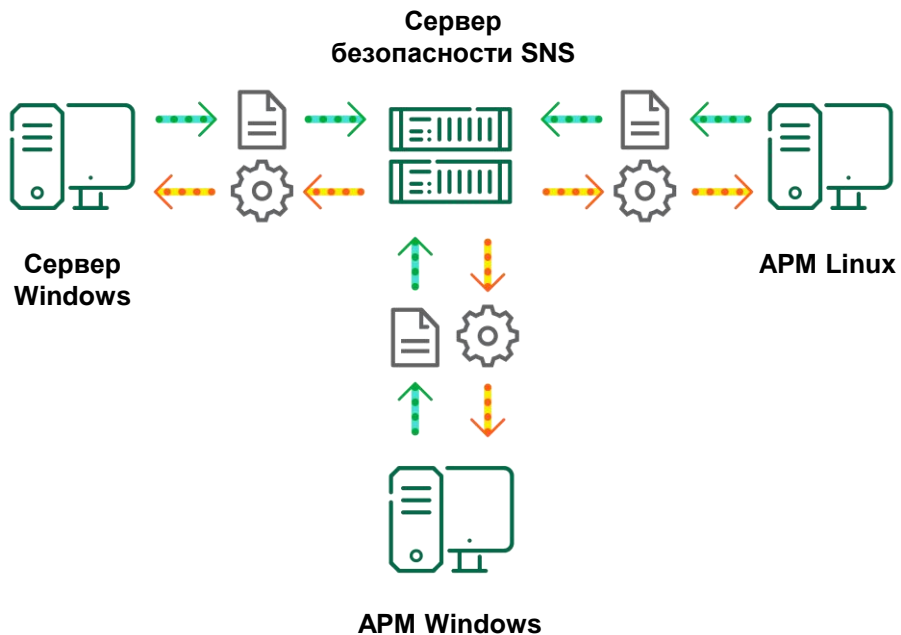 Сервер
безопасности SNS
Сервер
Windows
АРМ Linux
АРМ Windows